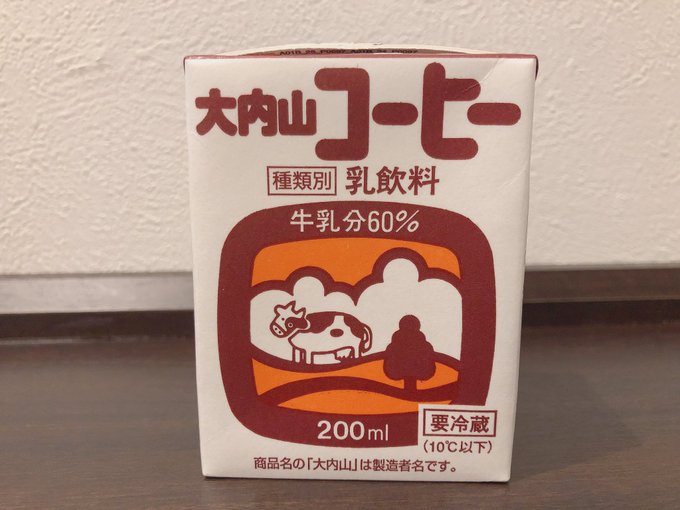 大内山コーヒー
種類別 乳飲料
牛乳分60%
200ml
要冷蔵
(10℃以下)
商品名の「大内山」は製造者名です。